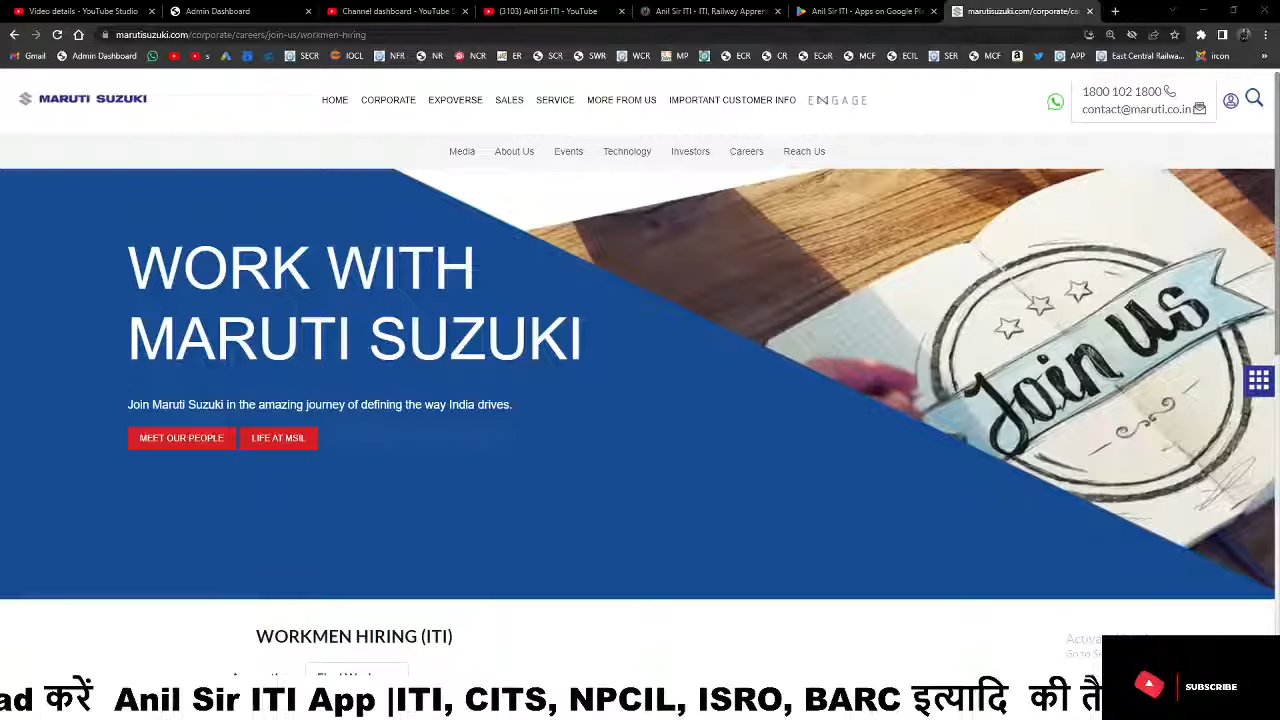 Video details - YouTube Studio
Admin Dashboard
Channel dashboard - YouTube S
(3103) Anil Sir ITI - YouTube
Anil Sir ITI - ITI, Railway Appren
Anil Sir ITI - Apps on Google Pl
marutisuzuki.com/corporate/ca
marutisuzuki.com/corporate/careers/join-us/workmen-hiring
Gmail Admin Dashboard s SECR IOCL NFR NR NCR ER SCR SWR WCR MP ECR CR ECoR MCF ECIL SER MCF APP East Central Railwa... ircon »
MARUTI SUZUKI
HOME CORPORATE EXPOVERSE SALES SERVICE MORE FROM US IMPORTANT CUSTOMER INFO
1800 102 1800
contact@maruti.co.in
Media About Us Events Technology Investors Careers Reach Us
WORK WITH
MARUTI SUZUKI
Join Maruti Suzuki in the amazing journey of defining the way India drives.
MEET OUR PEOPLE LIFE AT MSIL
Join Us
WORKMEN HIRING (ITI)
ad करें Anil Sir ITI App |ITI, CITS, NPCIL, ISRO, BARC इत्यादि की तै
SUBSCRIBE